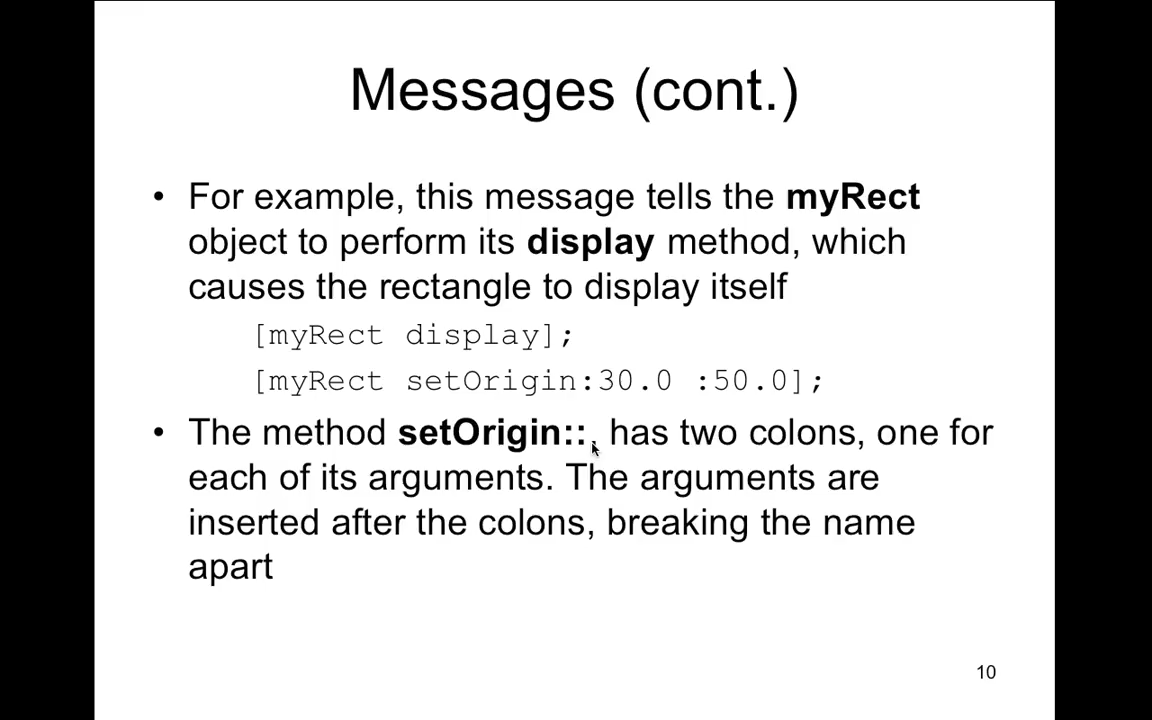 Messages (cont.)
• For example, this message tells the myRect
object to perform its display method, which
causes the rectangle to display itself
[myRect display];
[myRect setOrigin:30.0 :50.0];
• The method setOrigin::, has two colons, one for
each of its arguments. The arguments are
inserted after the colons, breaking the name
apart
10